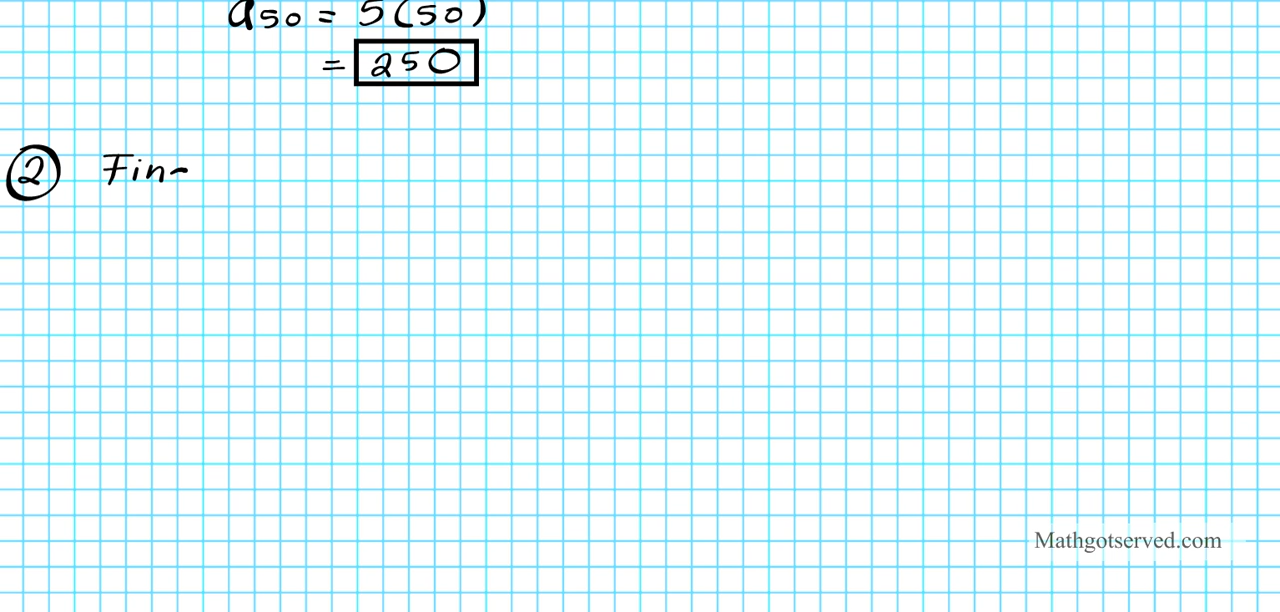 a50 = 5(50)
= 250
2 Fin
Mathgotserved.com